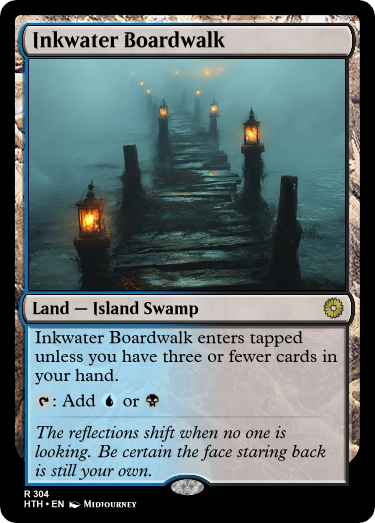 Inkwater Boardwalk
Land — Island Swamp
Inkwater Boardwalk enters tapped
unless you have three or fewer cards in
your hand.
: Add or
The reflections shift when no one is
looking. Be certain the face staring back
is still your own.
R 304
HTH • EN Midjourney